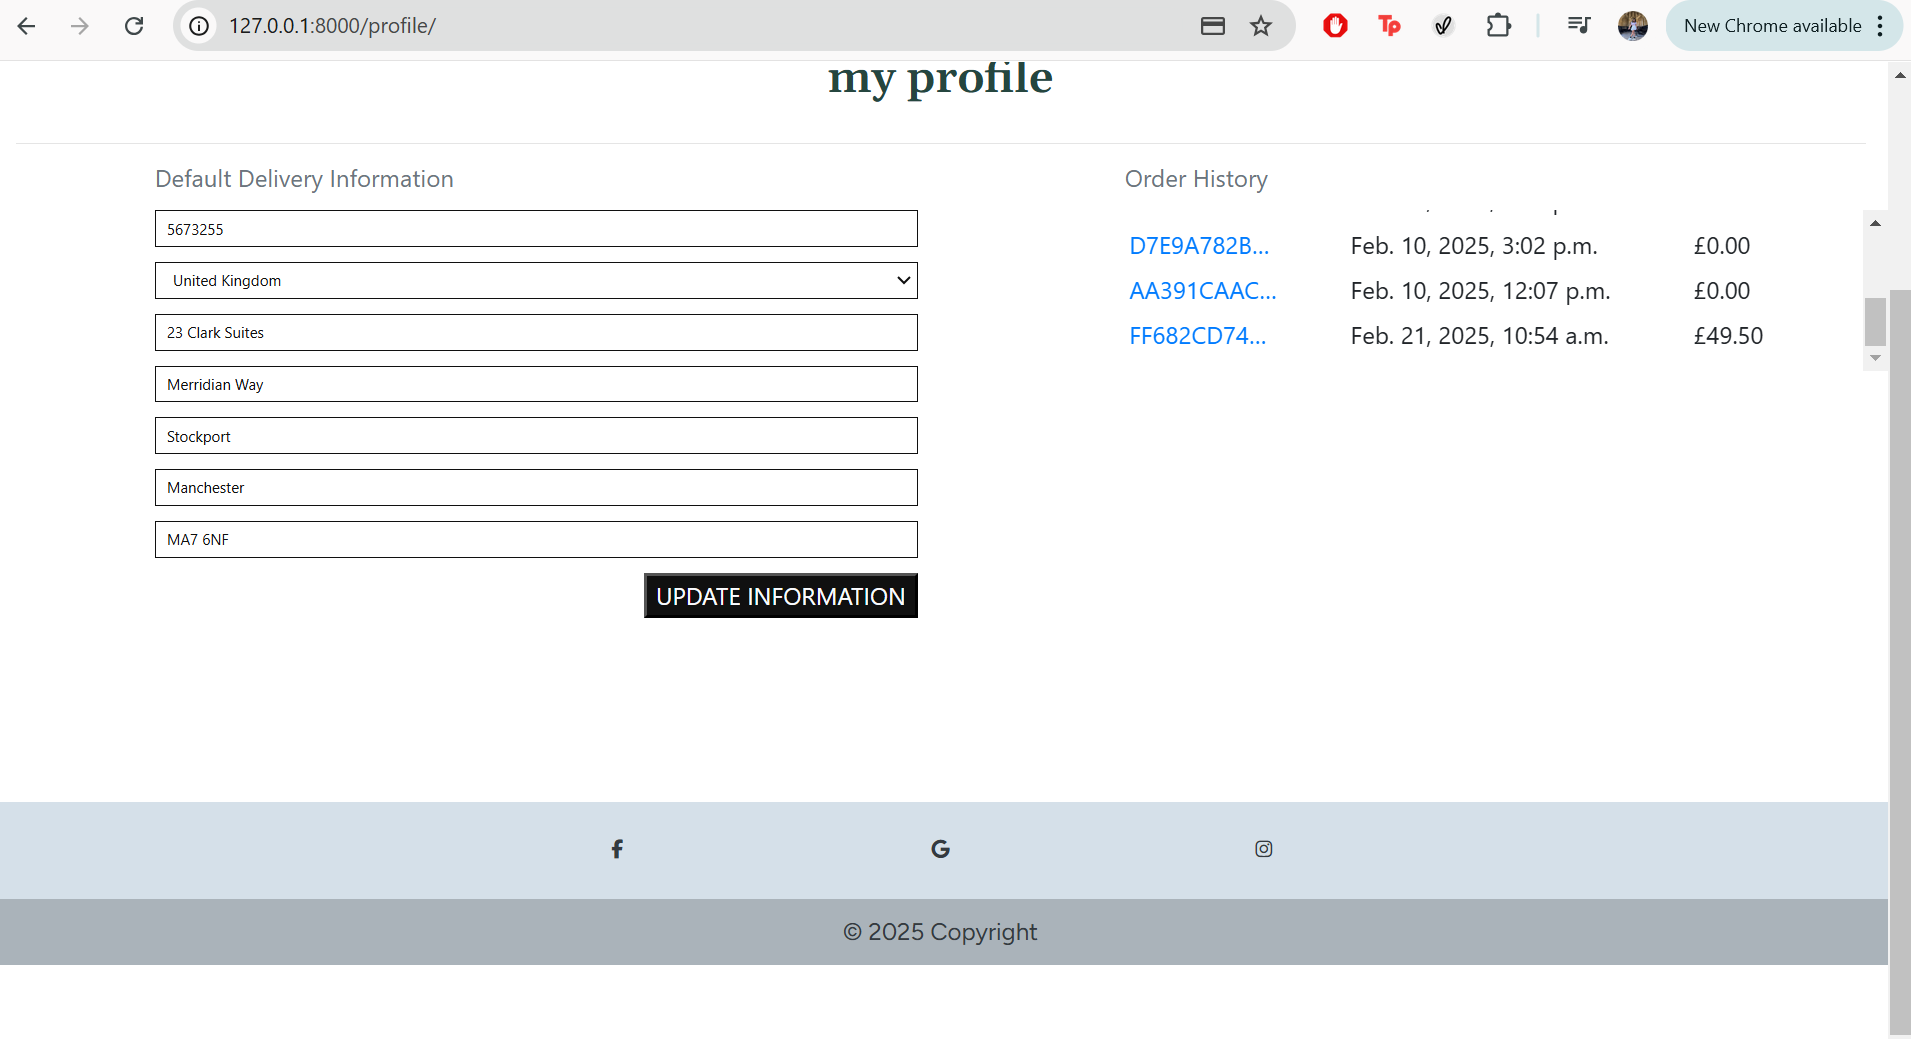 127.0.0.1:8000/profile/
New Chrome available
my profile
Default Delivery Information
5673255
United Kingdom
23 Clark Suites
Merridian Way
Stockport
Manchester
MA7 6NF
UPDATE INFORMATION
Order History
D7E9A782B... Feb. 10, 2025, 3:02 p.m. £0.00
AA391CAAC... Feb. 10, 2025, 12:07 p.m. £0.00
FF682CD74... Feb. 21, 2025, 10:54 a.m. £49.50
© 2025 Copyright